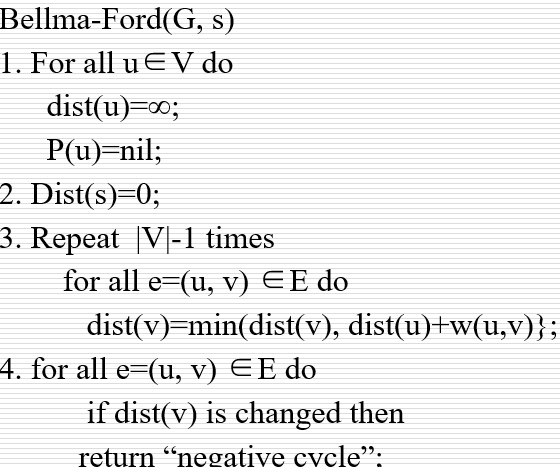 Bellma-Ford(G, s)
1. For all u∈V do
dist(u)=∞;
P(u)=nil;
2. Dist(s)=0;
3. Repeat |V|-1 times
for all e=(u, v) ∈E do
dist(v)=min(dist(v), dist(u)+w(u,v)};
4. for all e=(u, v) ∈E do
if dist(v) is changed then
return “negative cycle”;